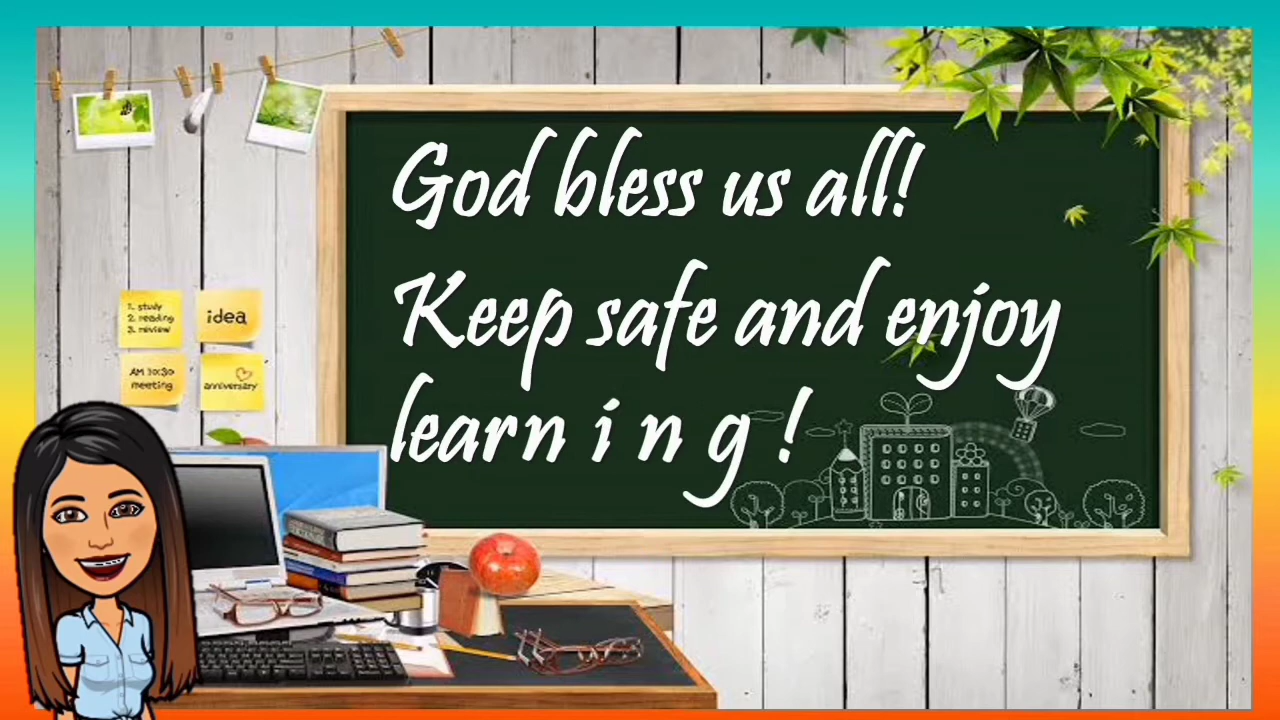 God bless us all!
Keep safe and enjoy
learn i n g !
1. study
2. reading
3. review
idea
AM 10:30
meeting
anniversary